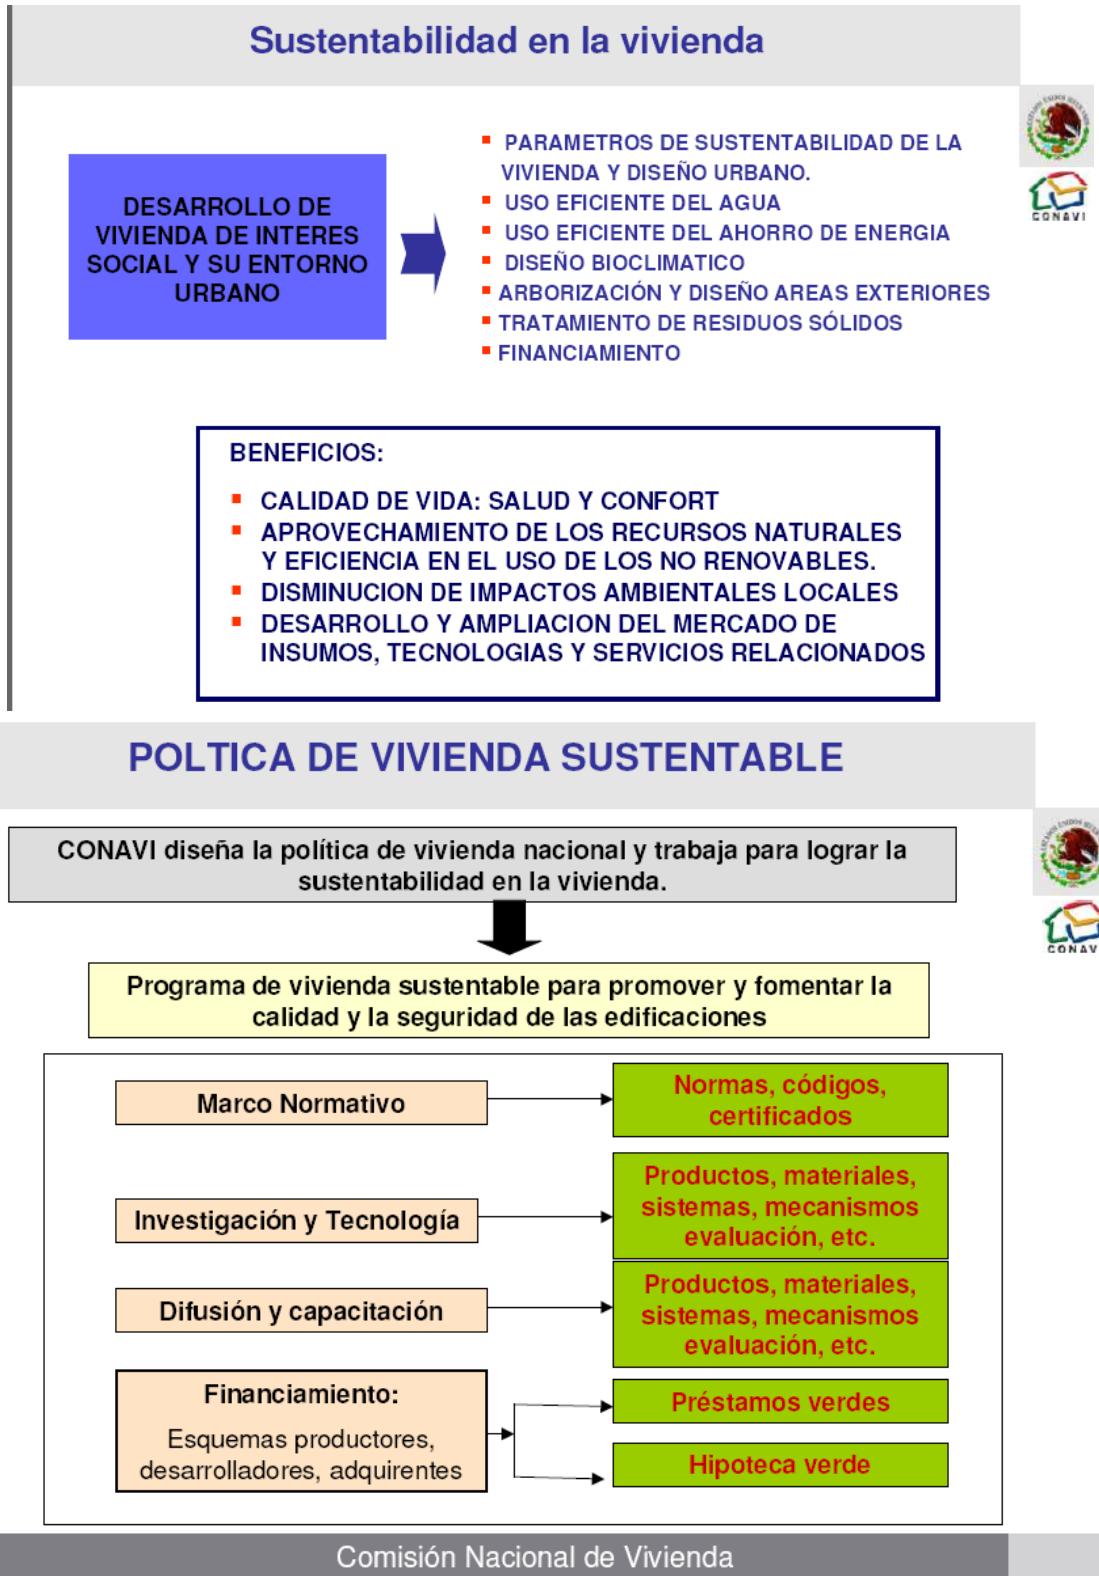 Sustentabilidad en la vivienda
DESARROLLO DE
VIVIENDA DE INTERES
SOCIAL Y SU ENTORNO
URBANO
PARAMETROS DE SUSTENTABILIDAD DE LA
VIVIENDA Y DISEÑO URBANO.
USO EFICIENTE DEL AGUA
USO EFICIENTE DEL AHORRO DE ENERGIA
DISEÑO BIOCLIMATICO
ARBORIZACIÓN Y DISEÑO AREAS EXTERIORES
TRATAMIENTO DE RESIDUOS SÓLIDOS
FINANCIAMIENTO
CONAVI
BENEFICIOS:
CALIDAD DE VIDA: SALUD Y CONFORT
APROVECHAMIENTO DE LOS RECURSOS NATURALES
Y EFICIENCIA EN EL USO DE LOS NO RENOVABLES.
DISMINUCION DE IMPACTOS AMBIENTALES LOCALES
DESARROLLO Y AMPLIACION DEL MERCADO DE
INSUMOS, TECNOLOGIAS Y SERVICIOS RELACIONADOS
POLTICA DE VIVIENDA SUSTENTABLE
CONAVI diseña la política de vivienda nacional y trabaja para lograr la
sustentabilidad en la vivienda.
CONAV
Programa de vivienda sustentable para promover y fomentar la
calidad y la seguridad de las edificaciones
Marco Normativo
Normas, códigos,
certificados
Investigación y Tecnología
Productos, materiales,
sistemas, mecanismos
evaluación, etc.
Difusión y capacitación
Productos, materiales,
sistemas, mecanismos
evaluación, etc.
Financiamiento:
Esquemas productores,
desarrolladores, adquirentes
Préstamos verdes
Hipoteca verde
Comisión Nacional de Vivienda